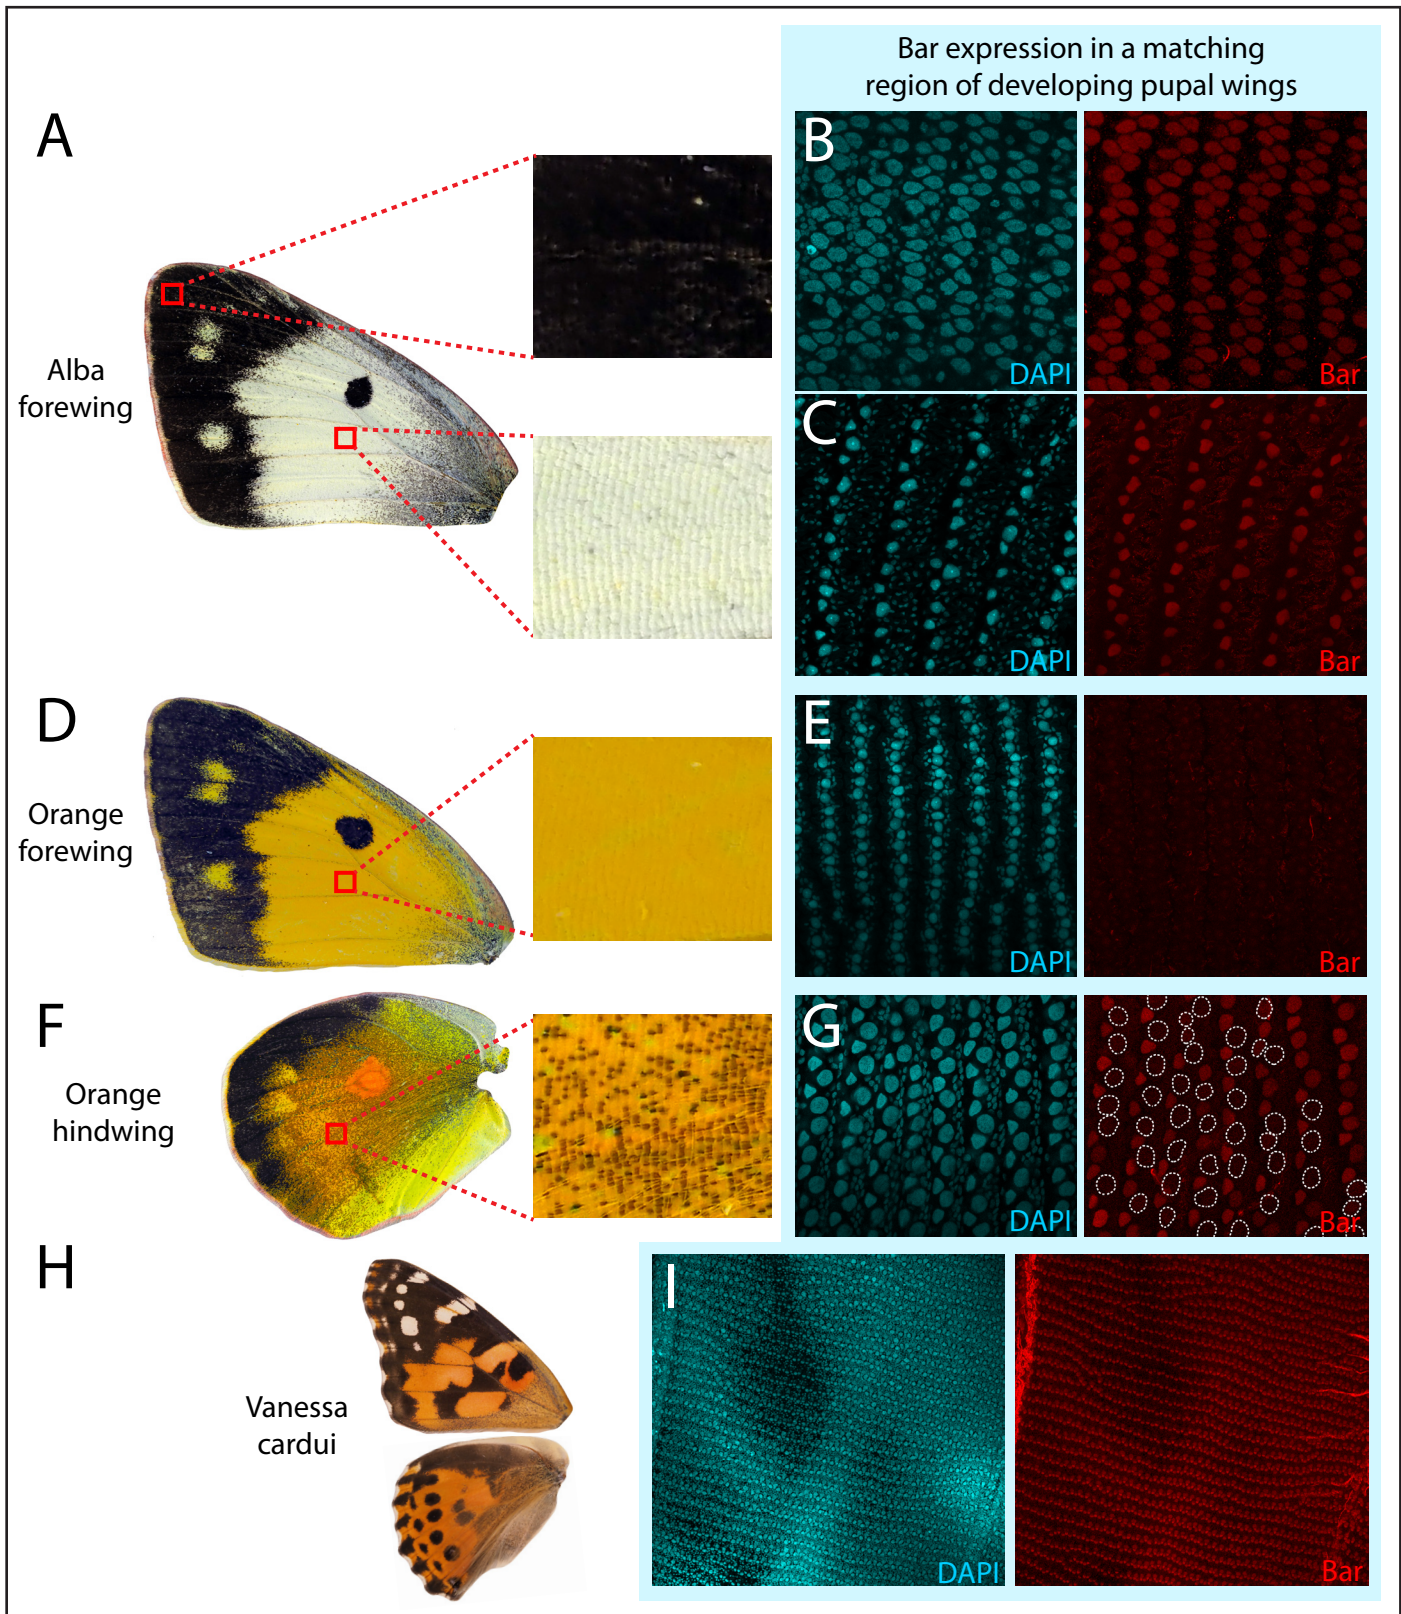 Bar expression in a matching
region of developing pupal wings
A
Alba
forewing
B
DAPI
Bar
C
DAPI
Bar
D
Orange
forewing
E
DAPI
Bar
F
Orange
hindwing
G
DAPI
Bar
H
Vanessa
cardui
I
DAPI
Bar